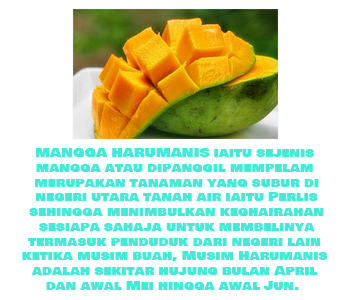 MANGGA HARUMANIS IAITU SEJENIS
MANGGA ATAU DIPANGGIL MEMPELAM
MERUPAKAN TANAMAN YANG SUBUR DI
NEGERI UTARA TANAH AIR IAITU PERLIS
SEHINGGA MENIMBULKAN KEGHAIRAHAN
SESIAPA SAHAJA UNTUK MEMBELINYA
TERMASUK PENDUDUK DARI NEGERI LAIN
KETIKA MUSIM BUAH, MUSIM HARUMANIS
ADALAH SEKITAR HUJUNG BULAN APRIL
DAN AWAL MEI HINGGA AWAL JUN.